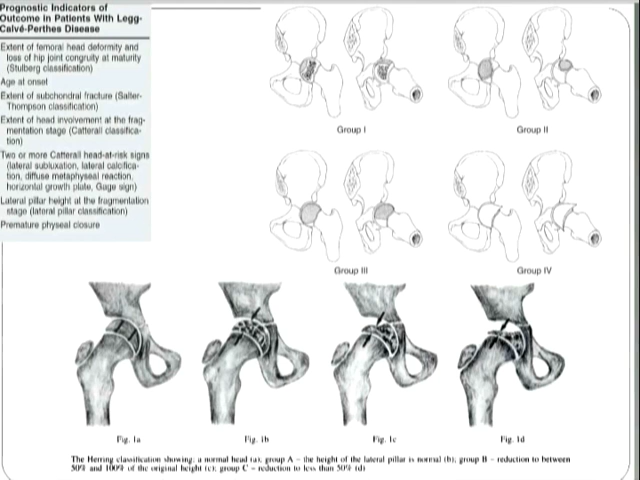 Prognostic Indicators of
Outcome in Patients With Legg-
Calvé-Perthes Disease
Extent of femoral head deformity and
loss of hip joint congruity at maturity
(Stulberg classification)
Age at onset
Extent of subchondral fracture (Salter-
Thompson classification)
Extent of head involvement at the frag-
mentation stage (Catterall classifica-
tion)
Two or more Catterall head-at-risk signs
(lateral subluxation, lateral calcifica-
tion, diffuse metaphyseal reaction,
horizontal growth plate, Gage sign)
Lateral pillar height at the fragmentation
stage (lateral pillar classification)
Premature physeal closure
Group I
Group II
Group III
Group IV
Fig. 1a
Fig. 1b
Fig. 1c
Fig. 1d
The Herring classification showing: a normal head (a); group A – the height of the lateral pillar is normal (b); group B – reduction to between
50% and 100% of the original height (c); group C – reduction to less than 50% (d)